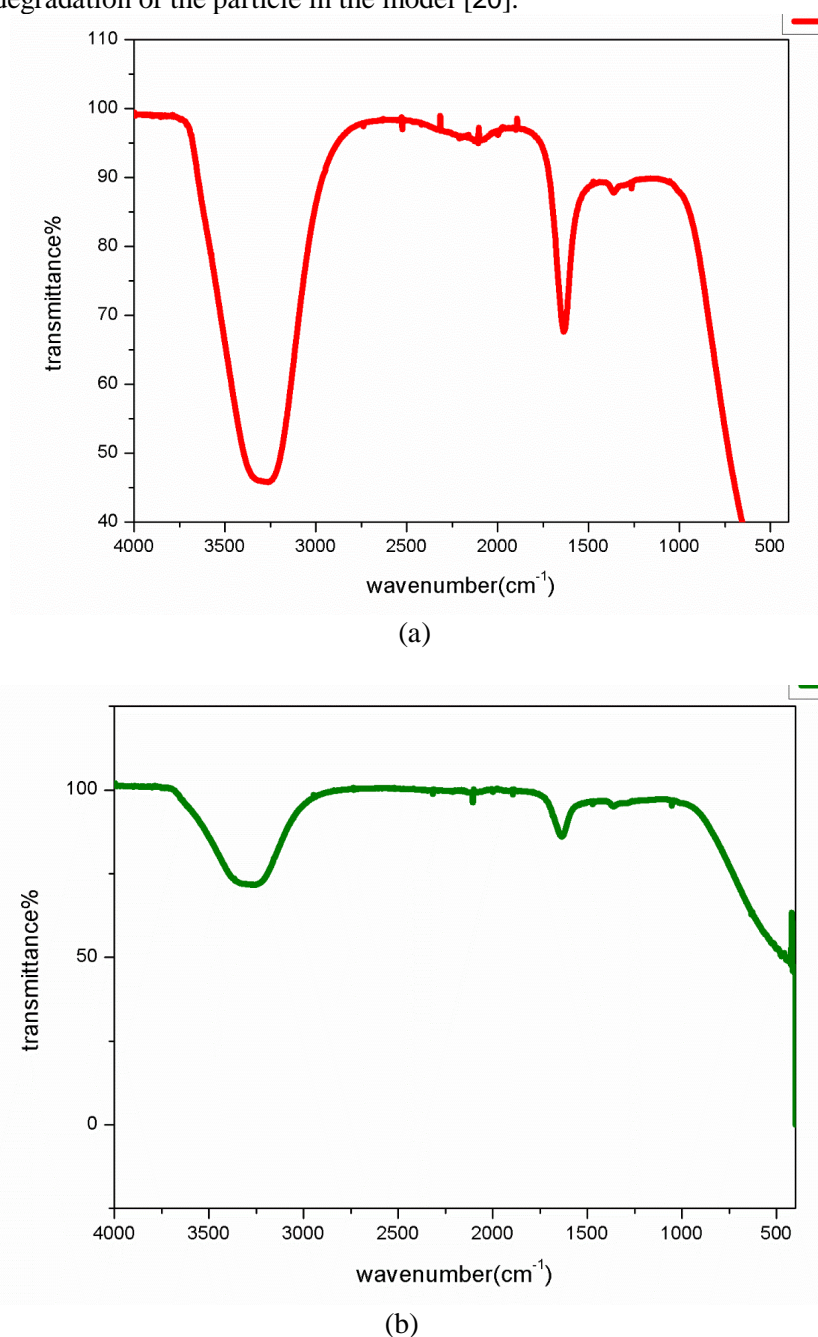 degradation of the particle in the model [20].
110
100
90
80
70
60
50
40
transmittance%
4000 3500 3000 2500 2000 1500 1000 500
wavenumber(cm⁻¹)
(a)
100
50
0
transmittance%
4000 3500 3000 2500 2000 1500 1000 500
wavenumber(cm⁻¹)
(b)